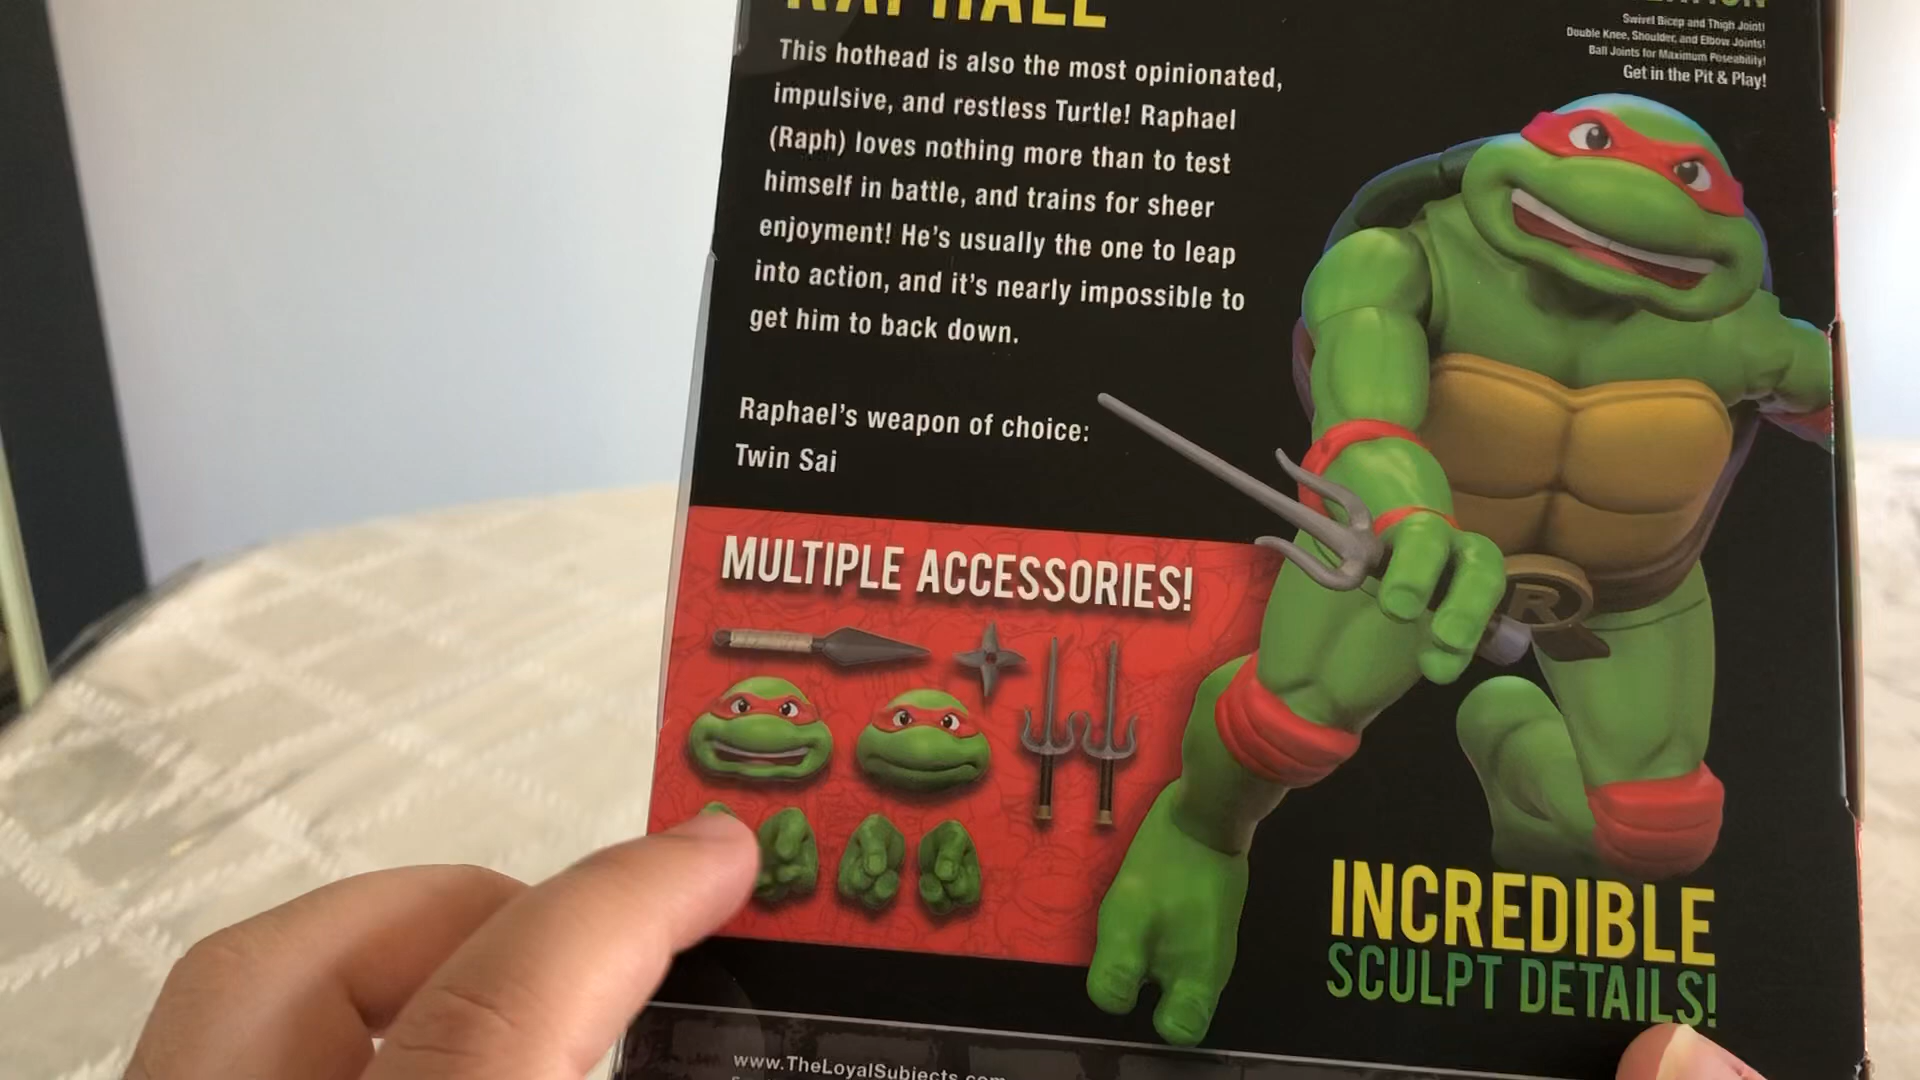 RAPHAEL
This hothead is also the most opinionated,
impulsive, and restless Turtle! Raphael
(Raph) loves nothing more than to test
himself in battle, and trains for sheer
enjoyment! He's usually the one to leap
into action, and it's nearly impossible to
get him to back down.
Raphael's weapon of choice:
Twin Sai
Swivel Bicep and Thigh Joint!
Double Knee, Shoulder, and Elbow Joints!
Ball Joints for Maximum Poseability!
Get in the Pit & Play!
R
MULTIPLE ACCESSORIES!
INCREDIBLE
SCULPT DETAILS!
www.TheLoyalSubjects.com